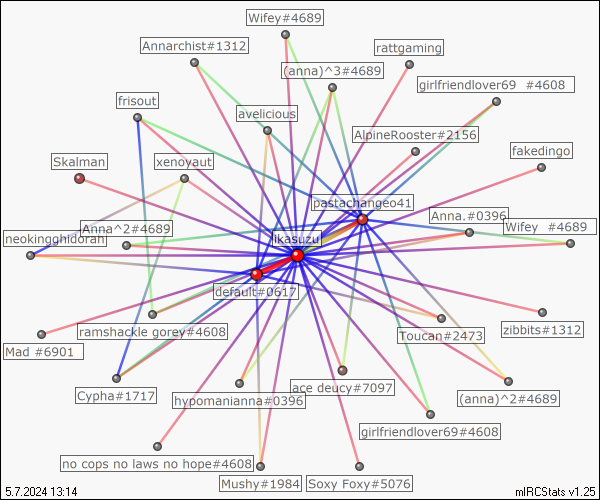 Wifey#4689
Annarchist#1312
rattgaming
(anna)^3#4689
girlfriendlover69 #4608
frisout
avelicious
AlpineRooster#2156
Skalman
xenoyaut
fakedingo
pastachangeo41
Anna.#0396
Anna^2#4689
Wifey #4689
neokinghidorah
likasuzu
default#0617
ramshackle gorey#4608
Toucan#2473
zibbits#1312
Mad #6901
Cypha#1717
ace deucy#7097
hypomanianna#0396
(anna)^2#4689
girlfriendlover69#4608
no cops no laws no hope#4608
Mushy#1984
Soxy Foxy#5076
5.7.2024 13:14
mIRCStats v1.25